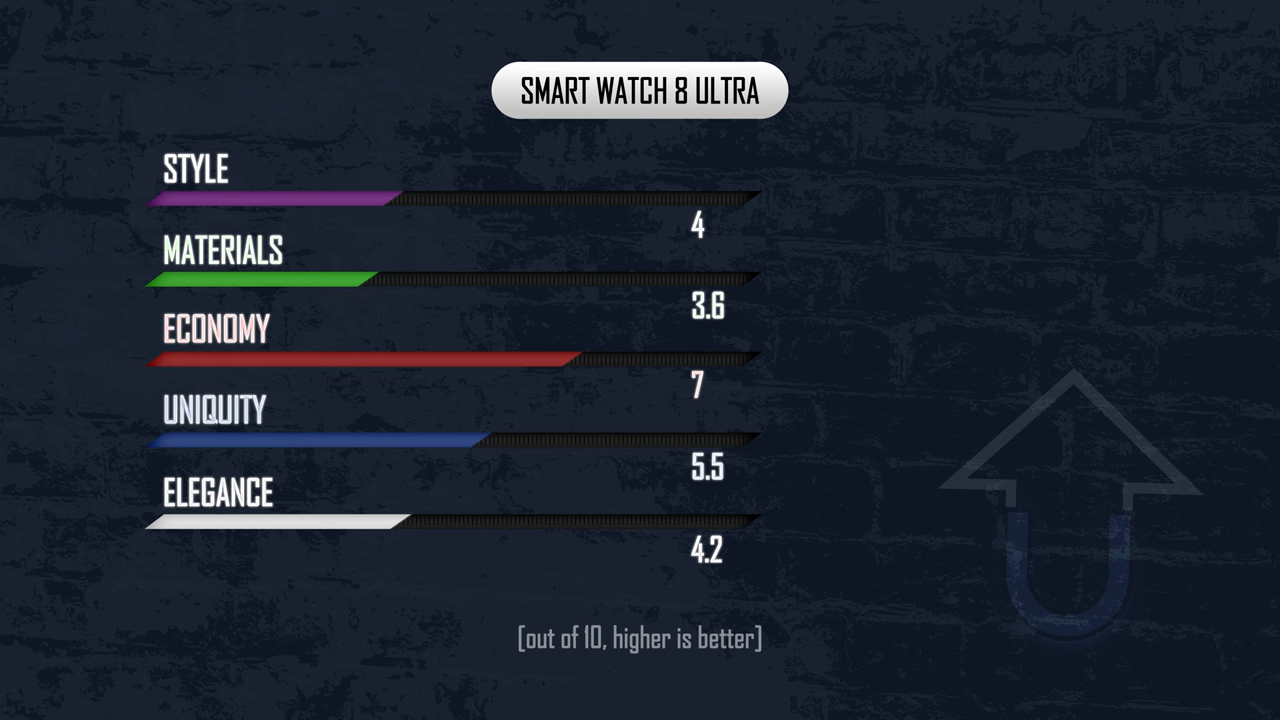 SMART WATCH 8 ULTRA
STYLE
4
MATERIALS
3.6
ECONOMY
7
UNIQUITY
5.5
ELEGANCE
4.2
[out of 10, higher is better]